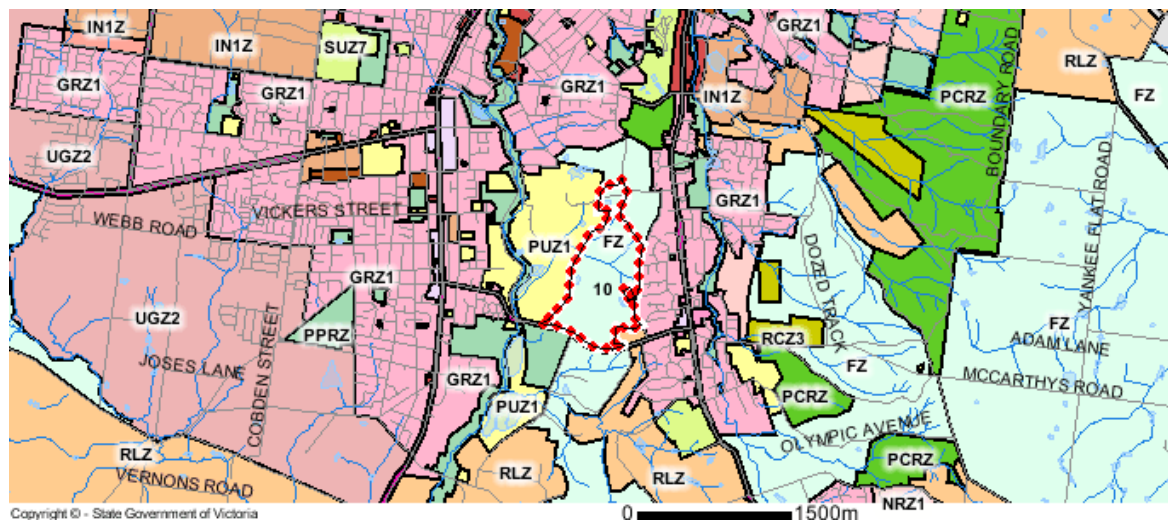 IN1Z
IN1Z
SUZ7
GRZ1
GRZ1
GRZ1
GRZ1
IN1Z
PCRZ
BOUNDARY ROAD
RLZ
FZ
UGZ2
WEBB ROAD
VICKERS STREET
GRZ1
YANKEE FLAT ROAD
PUZ1
FZ
DOZED TRACK
GRZ1
10
UGZ2
PPRZ
RCZ3
FZ
ADAM LANE
JOSES LANE
COBDEN STREET
FZ
GRZ1
PCRZ
MCCARTHYS ROAD
PUZ1
OLYMPIC AVENUE
RLZ
RLZ
RLZ
PCRZ
VERNONS ROAD
NRZ1
Copyright © - State Government of Victoria
0 1500m